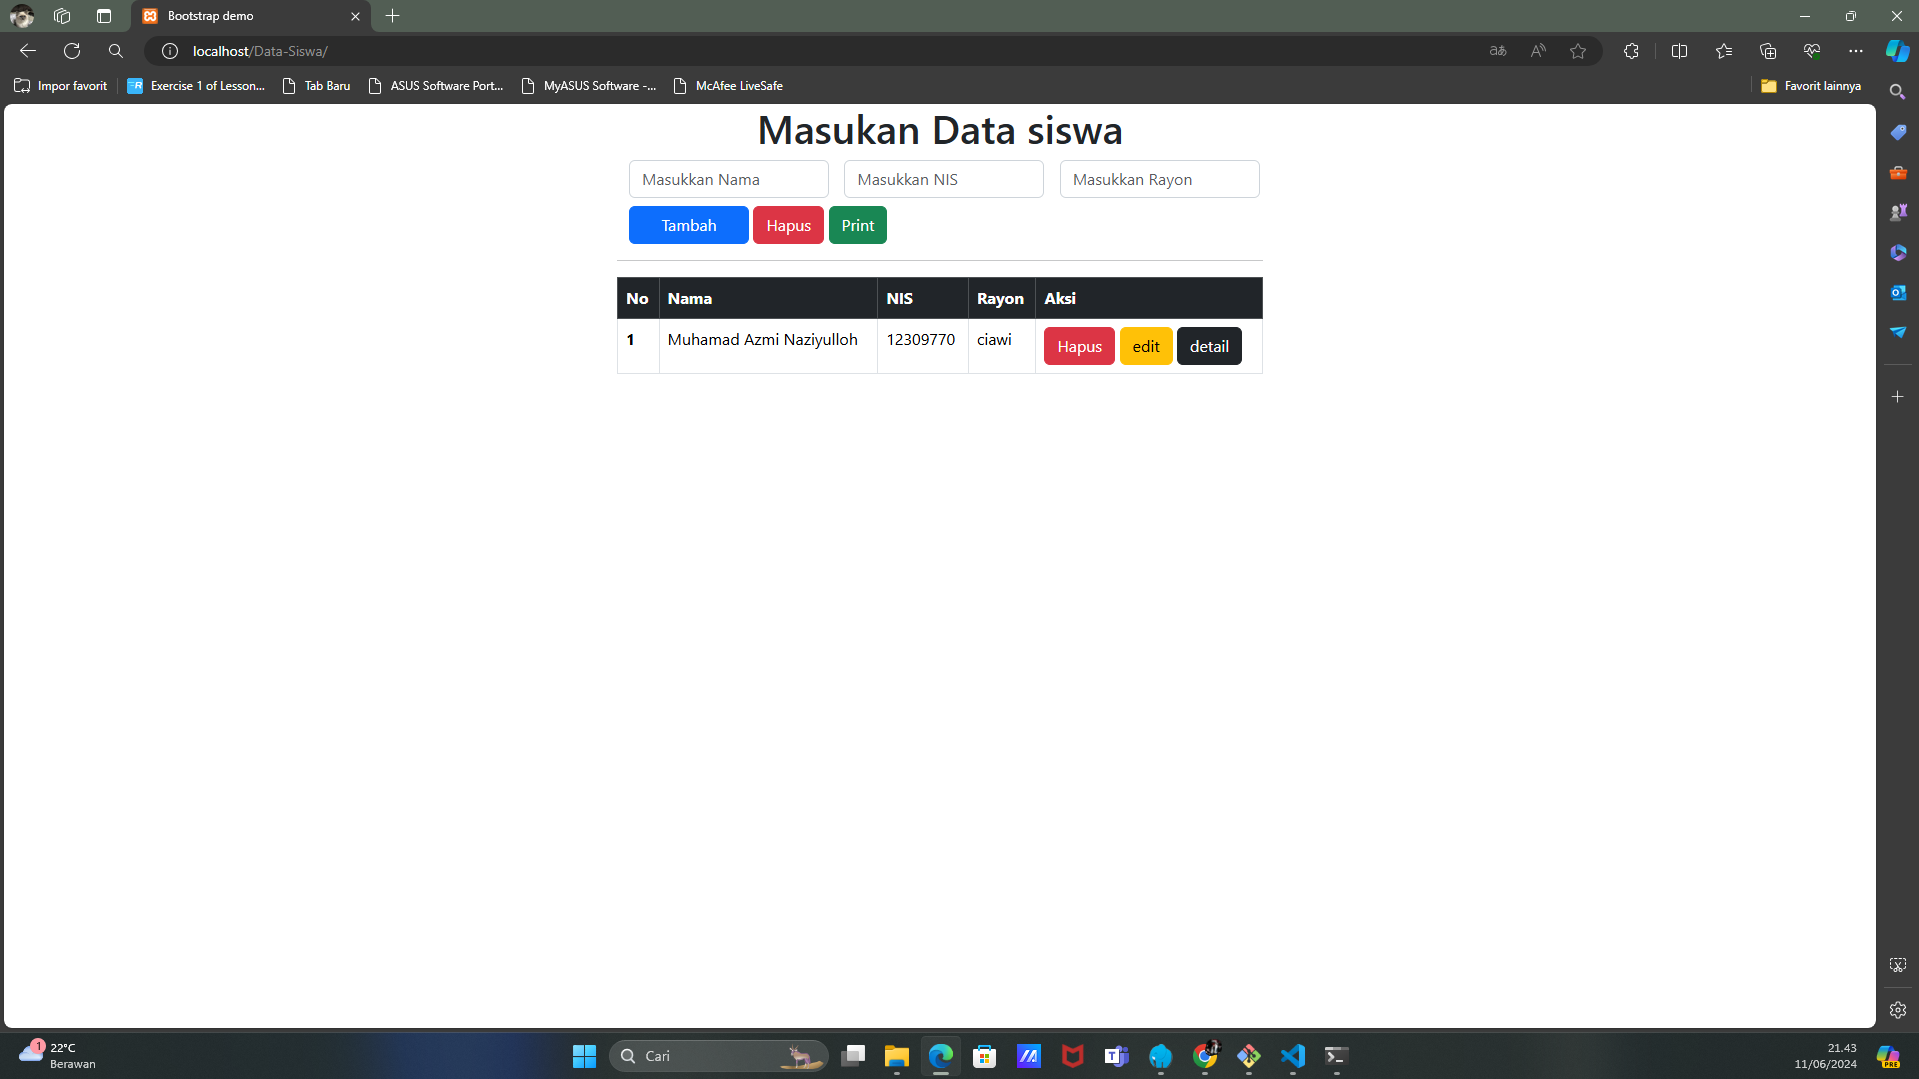 Bootstrap demo
localhost/Data-Siswa/
Impor favorit
Exercise 1 of Lesson...
Tab Baru
ASUS Software Port...
MyASUS Software -...
McAfee LiveSafe
Favorit lainnya
Masukan Data siswa
Masukkan Nama
Masukkan NIS
Masukkan Rayon
Tambah
Hapus
Print
No Nama NIS Rayon Aksi
1 Muhamad Azmi Naziyulloh 12309770 ciawi Hapus edit detail
1
22°C
Berawan
Cari
21.43
11/06/2024
PRE